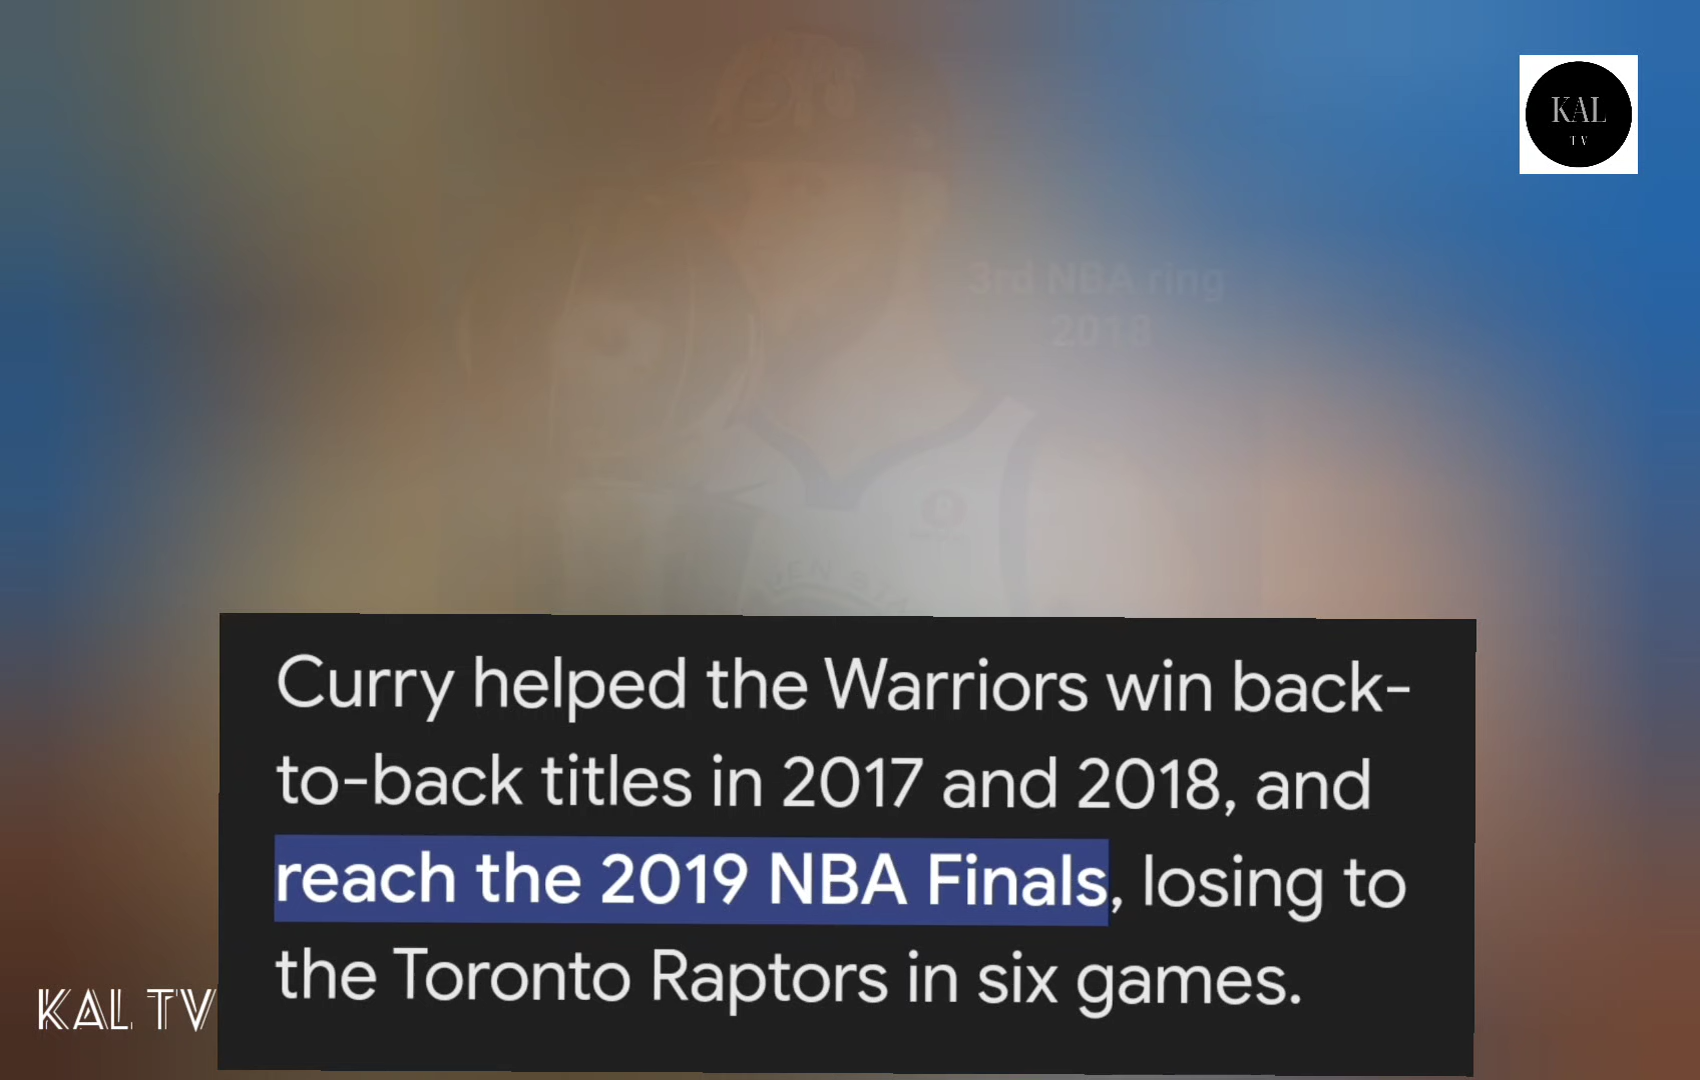 KAL
TV
3rd NBA ring
2018
Curry helped the Warriors win back-
to-back titles in 2017 and 2018, and
reach the 2019 NBA Finals, losing to
the Toronto Raptors in six games.
KAL TV